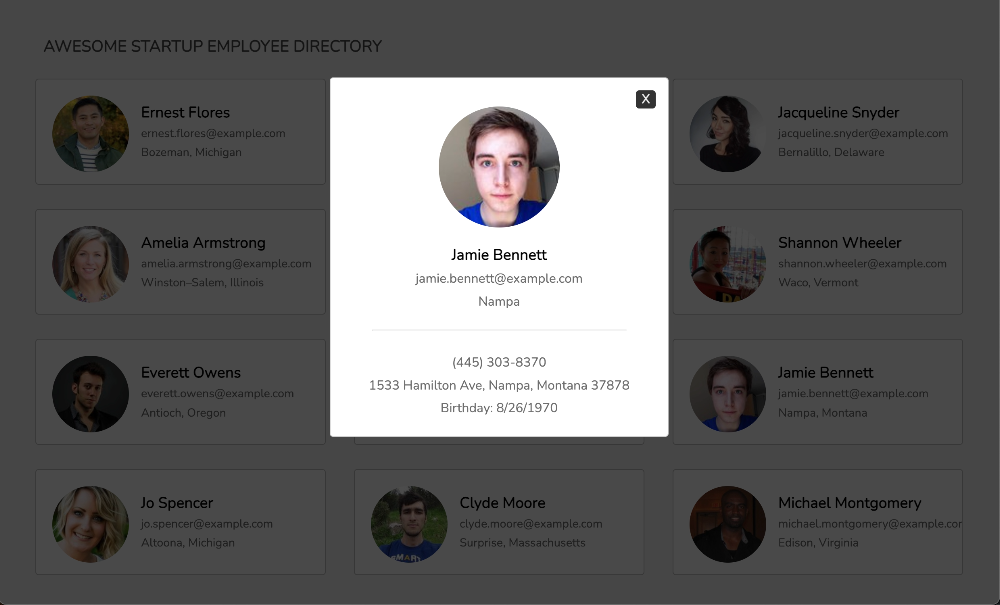 AWESOME STARTUP EMPLOYEE DIRECTORY
Ernest Flores
ernest.flores@example.com
Bozeman, Michigan
X
Jamie Bennett
jamie.bennett@example.com
Nampa
(445) 303-8370
1533 Hamilton Ave, Nampa, Montana 37878
Birthday: 8/26/1970
Jacqueline Snyder
jacqueline.snyder@example.com
Bernalillo, Delaware
Amelia Armstrong
amelia.armstrong@example.com
Winston–Salem, Illinois
Shannon Wheeler
shannon.wheeler@example.com
Waco, Vermont
Everett Owens
everett.owens@example.com
Antioch, Oregon
Jamie Bennett
jamie.bennett@example.com
Nampa, Montana
Jo Spencer
jo.spencer@example.com
Altoona, Michigan
Clyde Moore
clyde.moore@example.com
Surprise, Massachusetts
Michael Montgomery
michael.montgomery@example.cor
Edison, Virginia